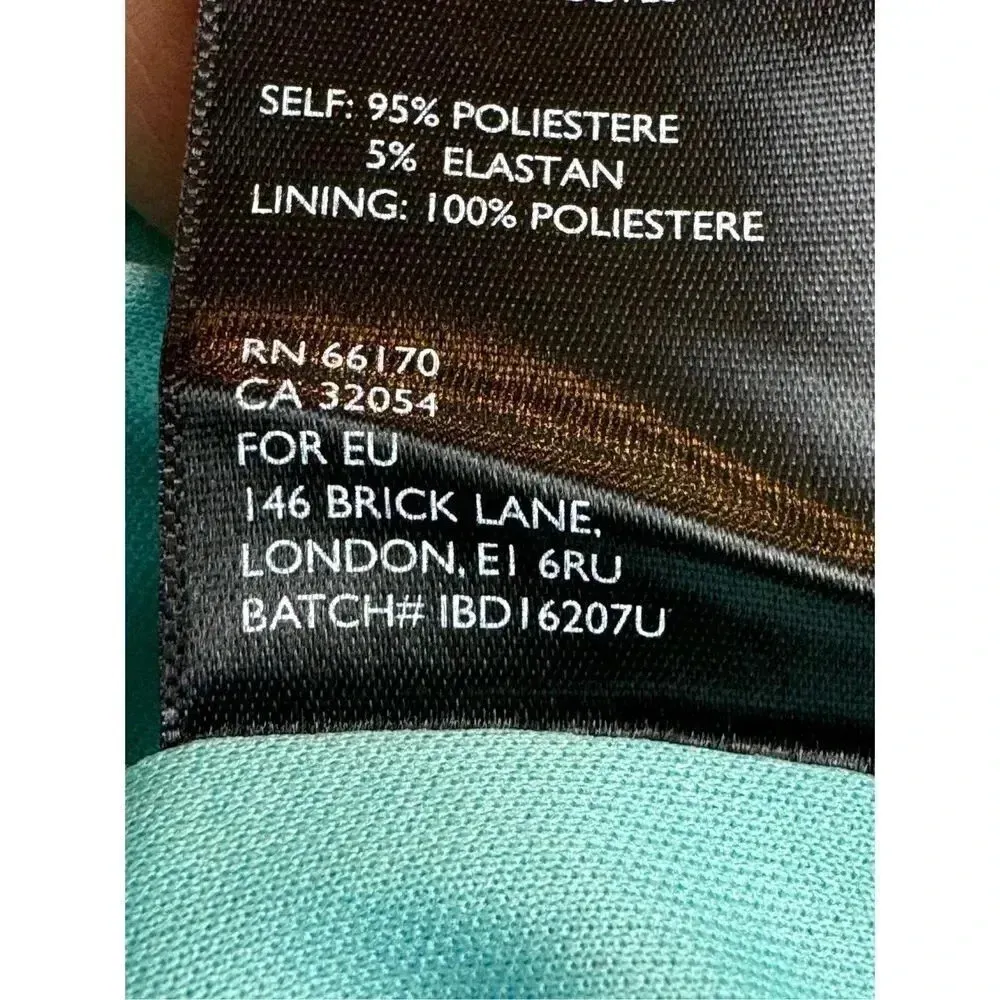 SELF: 95% POLIESTERE
5% ELASTAN
LINING: 100% POLIESTERE
RN 66170
CA 32054
FOR EU
146 BRICK LANE,
LONDON, E1 6RU
BATCH# IBD16207U